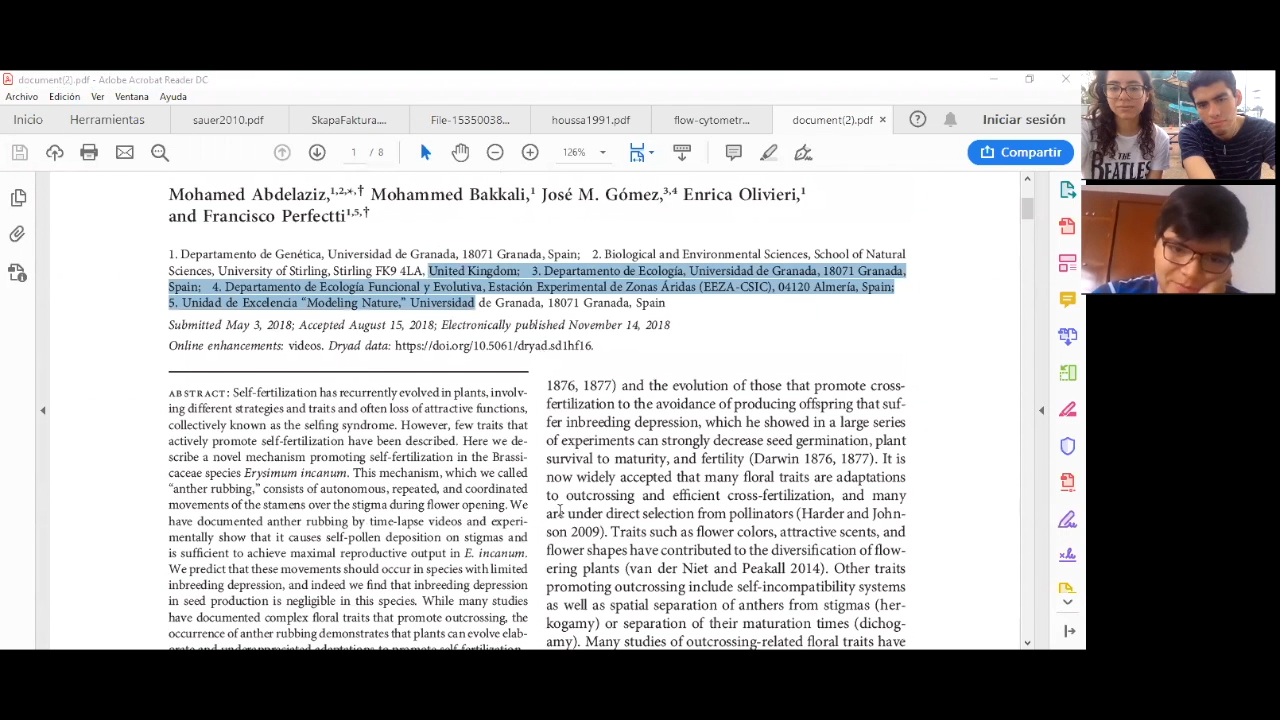 document(2).pdf - Adobe Acrobat Reader DC
Archivo Edición Ver Ventana Ayuda
Inicio Herramientas sauer2010.pdf SkapaFaktura.... File-15350038... houssa1991.pdf flow-cytometr... document(2).pdf × Iniciar sesión
1 / 8 126% Compartir
Mohamed Abdelaziz,1,2,*,† Mohammed Bakkali,1 José M. Gómez,3,4 Enrica Olivieri,1
and Francisco Perfectti1,5,†
1. Departamento de Genética, Universidad de Granada, 18071 Granada, Spain; 2. Biological and Environmental Sciences, School of Natural
Sciences, University of Stirling, Stirling FK9 4LA, United Kingdom; 3. Departamento de Ecología, Universidad de Granada, 18071 Granada,
Spain; 4. Departamento de Ecología Funcional y Evolutiva, Estación Experimental de Zonas Áridas (EEZA-CSIC), 04120 Almería, Spain;
5. Unidad de Excelencia “Modeling Nature,” Universidad de Granada, 18071 Granada, Spain
Submitted May 3, 2018; Accepted August 15, 2018; Electronically published November 14, 2018
Online enhancements: videos. Dryad data: https://doi.org/10.5061/dryad.sd1hf16.
ABSTRACT: Self-fertilization has recurrently evolved in plants, involv-
ing different strategies and traits and often loss of attractive functions,
collectively known as the selfing syndrome. However, few traits that
actively promote self-fertilization have been described. Here we de-
scribe a novel mechanism promoting self-fertilization in the Brassi-
caceae species Erysimum incanum. This mechanism, which we called
“anther rubbing,” consists of autonomous, repeated, and coordinated
movements of the stamens over the stigma during flower opening. We
have documented anther rubbing by time-lapse videos and experi-
mentally show that it causes self-pollen deposition on stigmas and
is sufficient to achieve maximal reproductive output in E. incanum.
We predict that these movements should occur in species with limited
inbreeding depression, and indeed we find that inbreeding depression
in seed production is negligible in this species. While many studies
have documented complex floral traits that promote outcrossing, the
occurrence of anther rubbing demonstrates that plants can evolve elab-
orate and underappreciated adaptations to promote self-fertilization.
1876, 1877) and the evolution of those that promote cross-
fertilization to the avoidance of producing offspring that suf-
fer inbreeding depression, which he showed in a large series
of experiments can strongly decrease seed germination, plant
survival to maturity, and fertility (Darwin 1876, 1877). It is
now widely accepted that many floral traits are adaptations
to outcrossing and efficient cross-fertilization, and many
are under direct selection from pollinators (Harder and John-
son 2009). Traits such as flower colors, attractive scents, and
flower shapes have contributed to the diversification of flow-
ering plants (van der Niet and Peakall 2014). Other traits
promoting outcrossing include self-incompatibility systems
as well as spatial separation of anthers from stigmas (her-
kogamy) or separation of their maturation times (dichog-
amy). Many studies of outcrossing-related floral traits have
THE
BEATLES